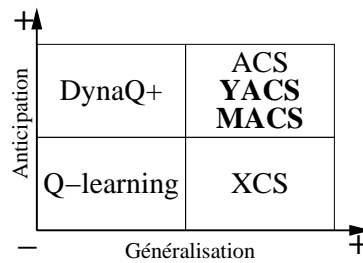 +
ACS
DynaQ+
YACS
MACS
Anticipation
Q−learning
XCS
−
Généralisation
+